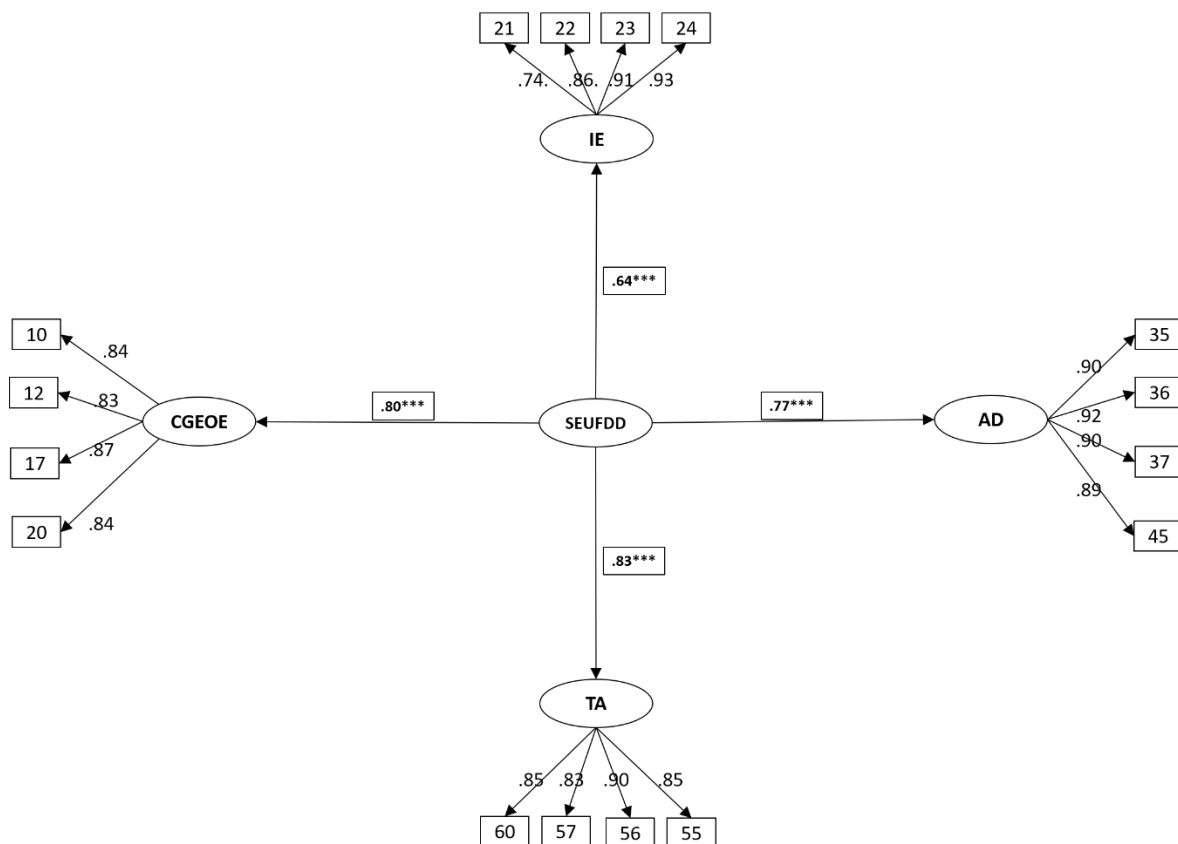 21 22 23 24
.74. .86. .91 .93
IE
.64***
10
.84
12
.83
17
.87
20
.84
CGEOE
.80***
SEUFDD
.77***
AD
35
.90
36
.92
37
.90
45
.89
.83***
TA
.85 .83 .90 .85
60 57 56 55